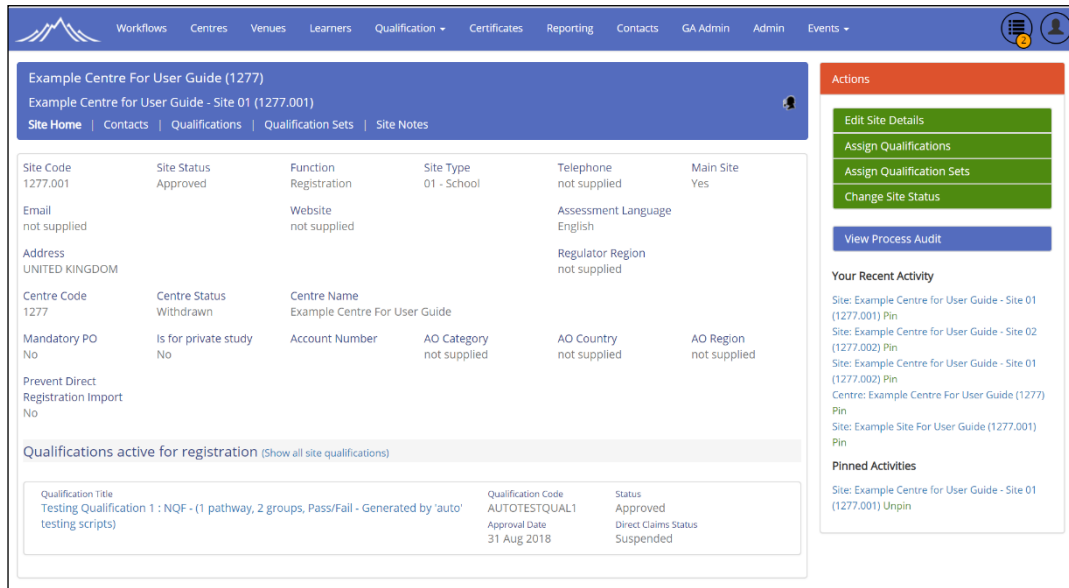 Workflows Centres Venues Learners Qualification Certificates Reporting Contacts GA Admin Admin Events
2
Example Centre For User Guide (1277)
Example Centre for User Guide - Site 01 (1277.001)
Site Home | Contacts | Qualifications | Qualification Sets | Site Notes
Site Code Site Status Function Site Type Telephone Main Site
1277.001 Approved Registration 01 - School not supplied Yes
Email Website Assessment Language
not supplied not supplied English
Address Regulator Region
UNITED KINGDOM not supplied
Centre Code Centre Status Centre Name
1277 Withdrawn Example Centre For User Guide
Mandatory PO Is for private study Account Number AO Category AO Country AO Region
No No not supplied not supplied not supplied
Prevent Direct
Registration Import
No
Qualifications active for registration (Show all site qualifications)
Qualification Title Qualification Code Status
Testing Qualification 1 : NQF - (1 pathway, 2 groups, Pass/Fail - Generated by 'auto' AUTOTESTQUAL1 Approved
testing scripts) Approval Date Direct Claims Status
31 Aug 2018 Suspended
Actions
Edit Site Details
Assign Qualifications
Assign Qualification Sets
Change Site Status
View Process Audit
Your Recent Activity
Site: Example Centre for User Guide - Site 01
(1277.001) Pin
Site: Example Centre for User Guide - Site 02
(1277.002) Pin
Site: Example Centre for User Guide - Site 01
(1277.002) Pin
Centre: Example Centre For User Guide (1277)
Pin
Site: Example Site For User Guide (1277.001)
Pin
Pinned Activities
Site: Example Centre for User Guide - Site 01
(1277.001) Unpin